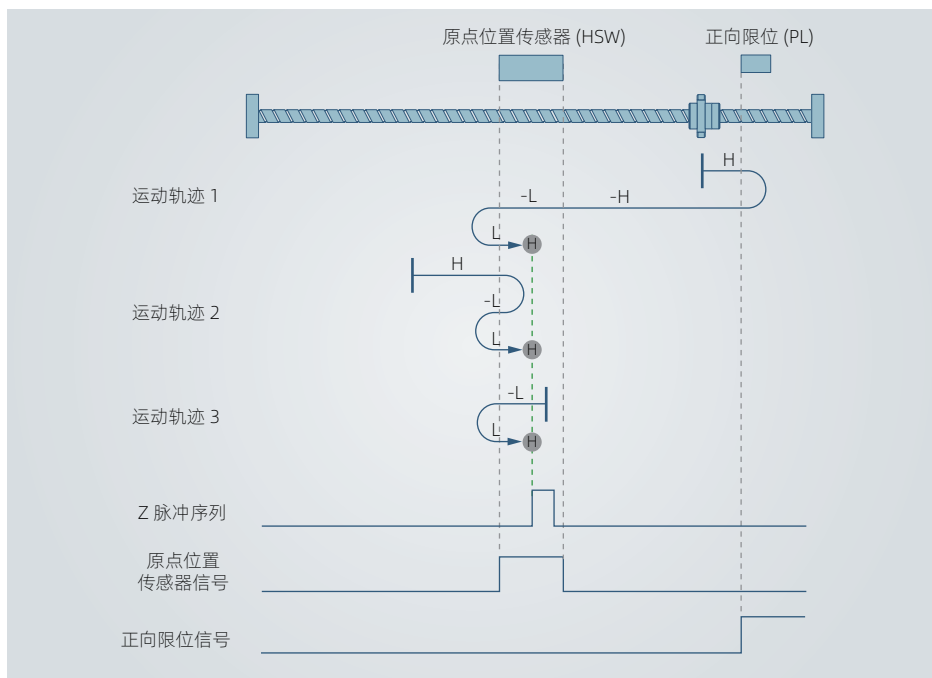 原点位置传感器 (HSW)
正向限位 (PL)
H
运动轨迹 1
-L
-H
L
H
H
运动轨迹 2
-L
L
H
运动轨迹 3
-L
L
H
Z 脉冲序列
原点位置
传感器信号
正向限位信号